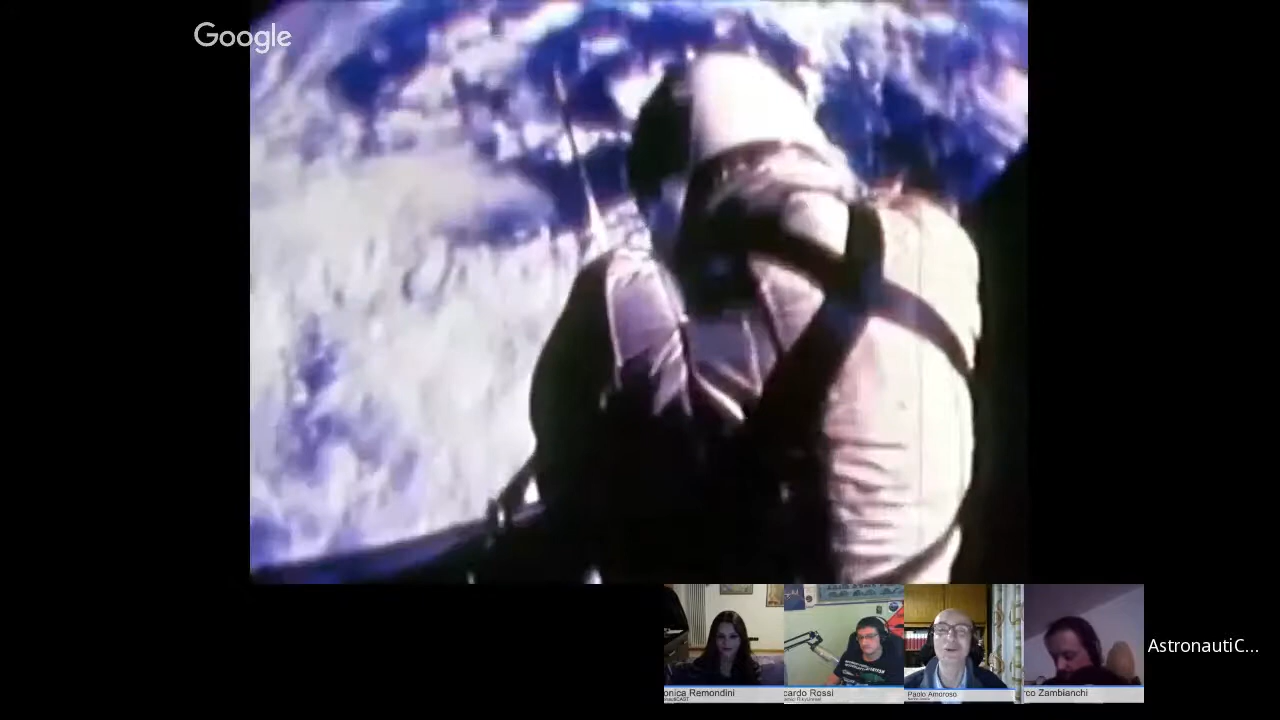 Google
AstronautiC...
onica Remondini
cardo Rossi
Paolo Amoroso
rco Zambianchi